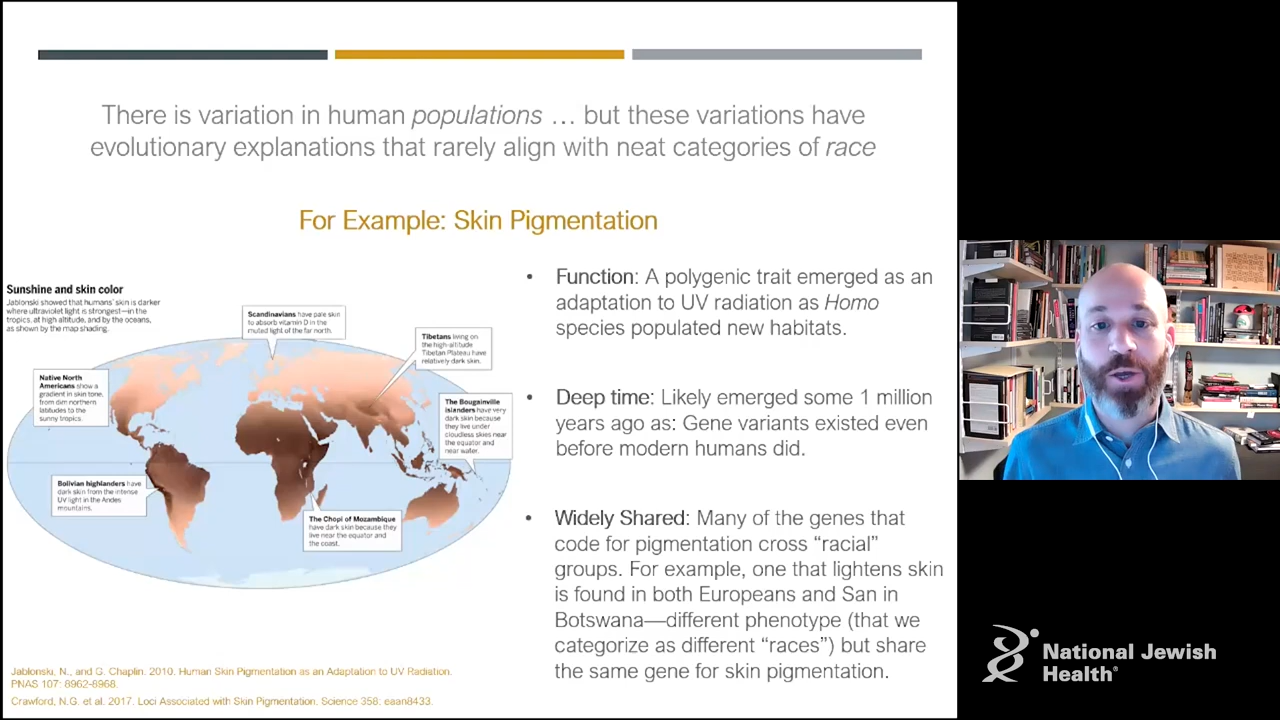 There is variation in human populations … but these variations have
evolutionary explanations that rarely align with neat categories of race
For Example: Skin Pigmentation
Sunshine and skin color
Jablonski showed that humans' skin is darker
where ultraviolet light is strongest—in the
tropics, at high altitude, and by the oceans,
as shown by the map shading.
Scandinavians have pale skin
to absorb vitamin D in the
muted light of the far north.
Tibetans living on
the high-altitude
Tibetan Plateau have
relatively dark skin.
Native North
Americans show a
gradient in skin tone,
from dim northern
latitudes to the
sunny tropics.
The Bougainville
islanders have very
dark skin because
they live under
cloudless skies near
the equator and
near water.
Bolivian highlanders have
dark skin from the intense
UV light in the Andes
mountains.
The Chopi of Mozambique
have dark skin because they
live near the equator and
the coast.
• Function: A polygenic trait emerged as an
adaptation to UV radiation as Homo
species populated new habitats.
• Deep time: Likely emerged some 1 million
years ago as: Gene variants existed even
before modern humans did.
• Widely Shared: Many of the genes that
code for pigmentation cross “racial”
groups. For example, one that lightens skin
is found in both Europeans and San in
Botswana—different phenotype (that we
categorize as different “races”) but share
the same gene for skin pigmentation.
Jablonski, N., and G. Chaplin. 2010. Human Skin Pigmentation as an Adaptation to UV Radiation.
PNAS 107: 8962-8968.
Crawford, N.G. et al. 2017. Loci Associated with Skin Pigmentation. Science 358: eaan8433.
National Jewish
Health®